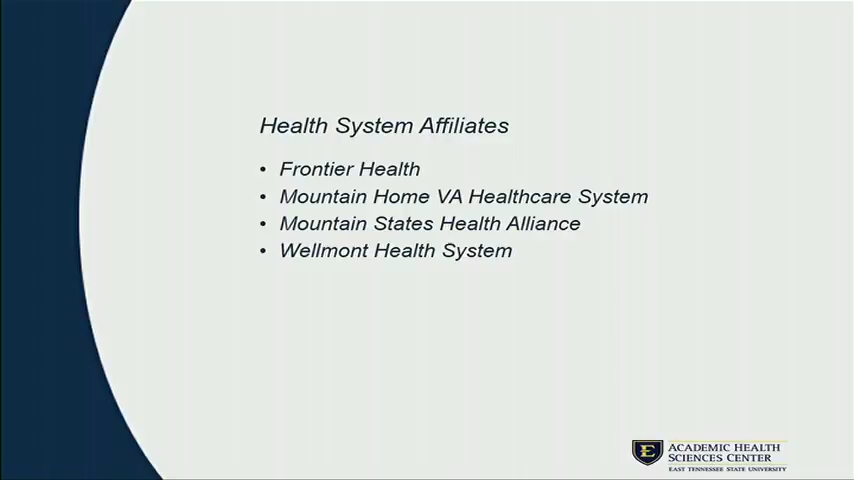 Health System Affiliates
• Frontier Health
• Mountain Home VA Healthcare System
• Mountain States Health Alliance
• Wellmont Health System
E
ACADEMIC HEALTH
SCIENCES CENTER
EAST TENNESSEE STATE UNIVERSITY